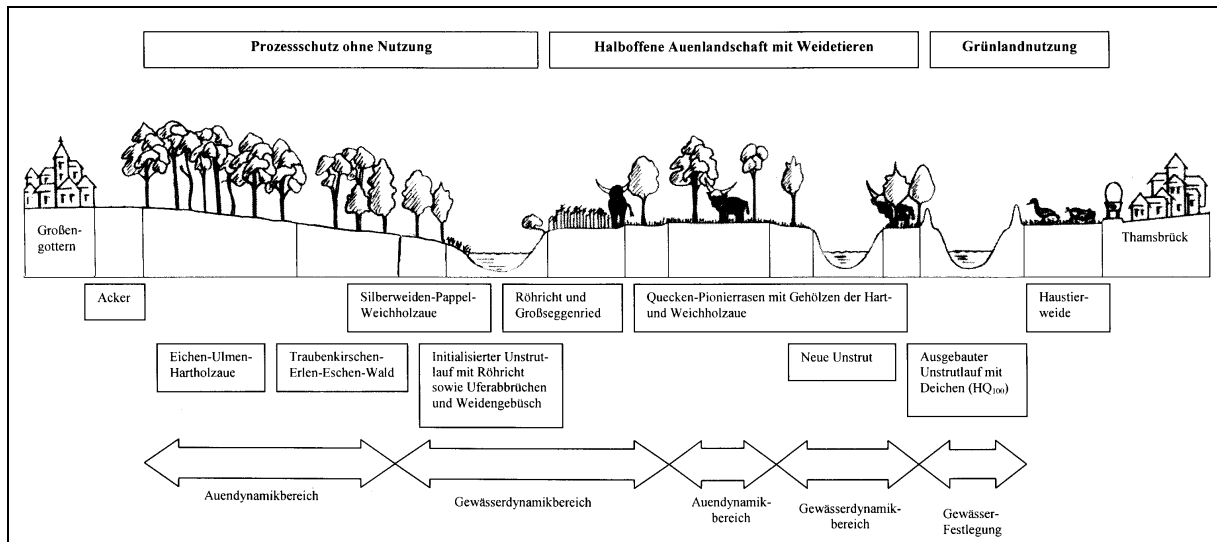 Prozessschutz ohne Nutzung
Halboffene Auenlandschaft mit Weidetieren
Grünlandnutzung
Großen-
gottern
Thamsbrück
Acker
Silberweiden-Pappel-
Weichholzaue
Röhricht und
Großseggenried
Quecken-Pionierrasen mit Gehölzen der Hart-
und Weichholzaue
Haustier-
weide
Eichen-Ulmen-
Hartholzaue
Traubenkirschen-
Erlen-Eschen-Wald
Initialisierter Unstrut-
lauf mit Röhricht
sowie Uferabbrüchen
und Weidengebüsch
Neue Unstrut
Ausgebauter
Unstrutlauf mit
Deichen (HQ₁₀₀)
Auendynamikbereich
Gewässerdynamikbereich
Auendynamik-
bereich
Gewässerdynamik-
bereich
Gewässer-
Festlegung